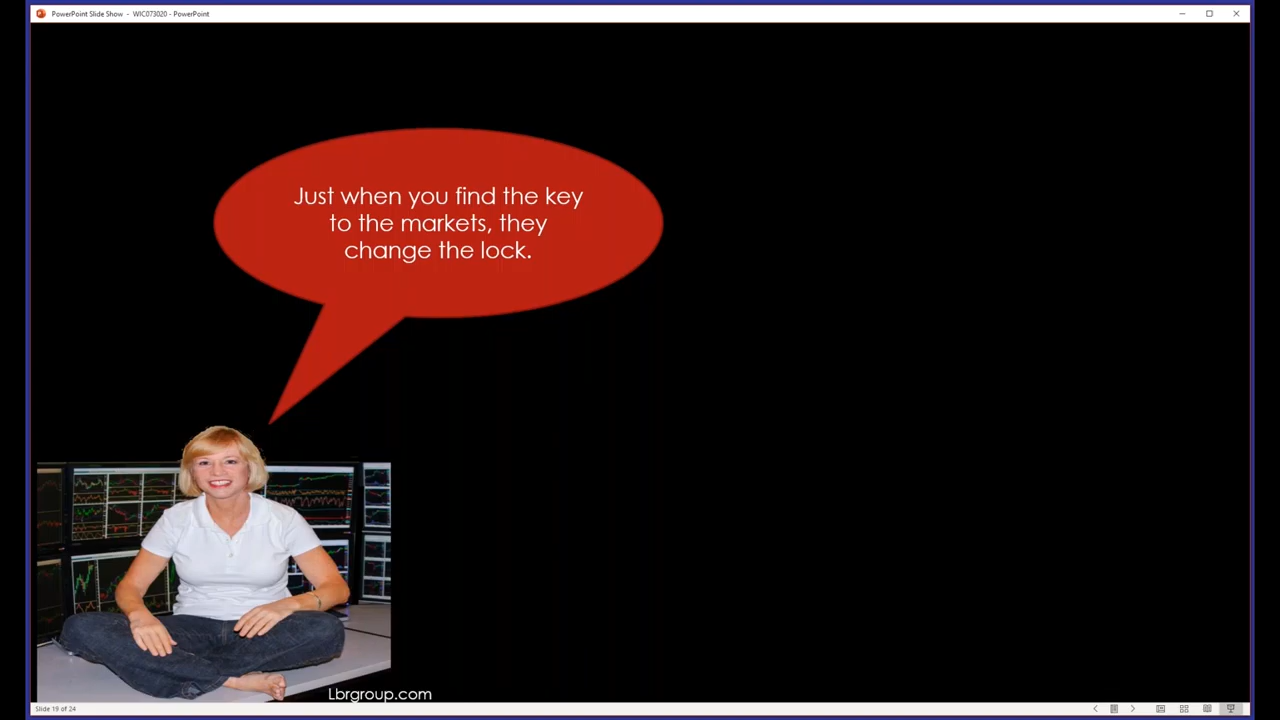 PowerPoint Slide Show - WIC073020 - PowerPoint
Just when you find the key
to the markets, they
change the lock.
Lbrgroup.com
Slide 19 of 24